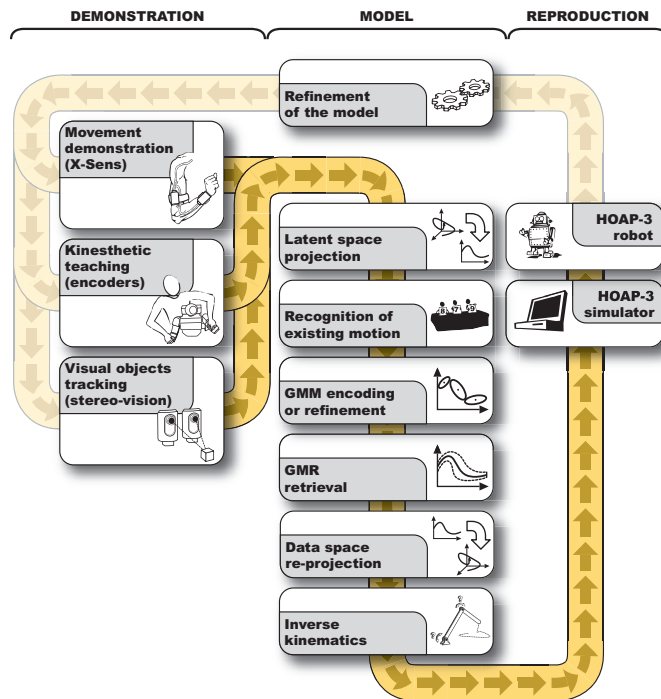 DEMONSTRATION
MODEL
REPRODUCTION
Refinement
of the model
Movement
demonstration
(X-Sens)
Kinesthetic
teaching
(encoders)
Visual objects
tracking
(stereo-vision)
Latent space
projection
Recognition of
existing motion
GMM encoding
or refinement
GMR
retrieval
Data space
re-projection
Inverse
kinematics
HOAP-3
robot
HOAP-3
simulator